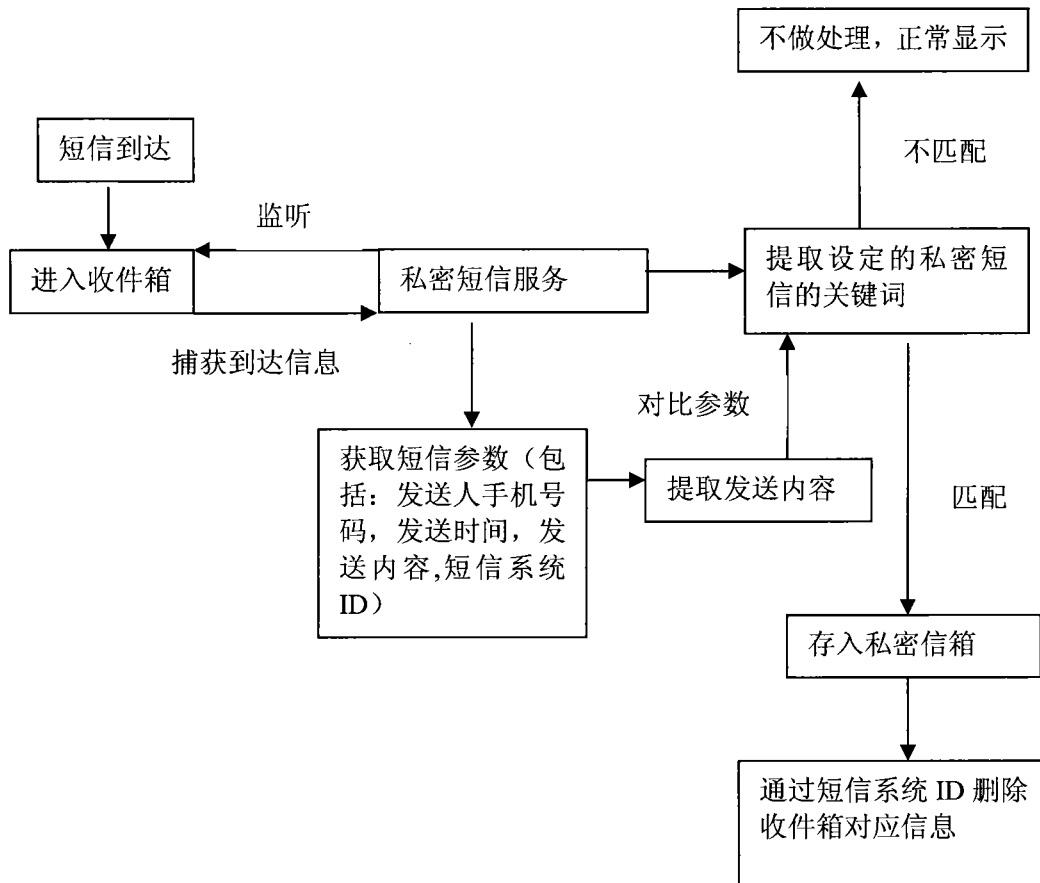 不做处理，正常显示
短信到达
不匹配
监听
进入收件箱
私密短信服务
提取设定的私密短
信的关键词
捕获到达信息
对比参数
获取短信参数（包
括：发送人手机号
码，发送时间，发
送内容,短信系统
ID）
提取发送内容
匹配
存入私密信箱
通过短信系统 ID 删除
收件箱对应信息